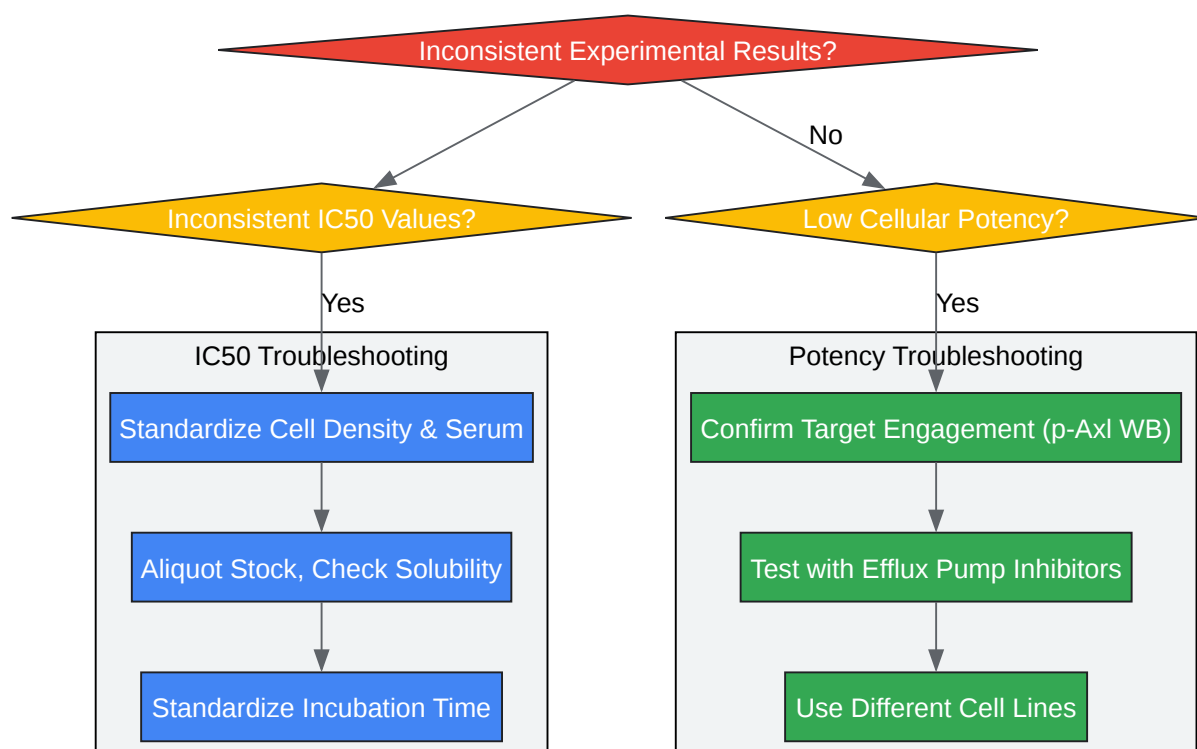 Inconsistent Experimental Results?
No
Inconsistent IC50 Values?
Low Cellular Potency?
Yes
Yes
IC50 Troubleshooting
Potency Troubleshooting
Standardize Cell Density & Serum
Confirm Target Engagement (p-Axl WB)
Aliquot Stock, Check Solubility
Test with Efflux Pump Inhibitors
Standardize Incubation Time
Use Different Cell Lines